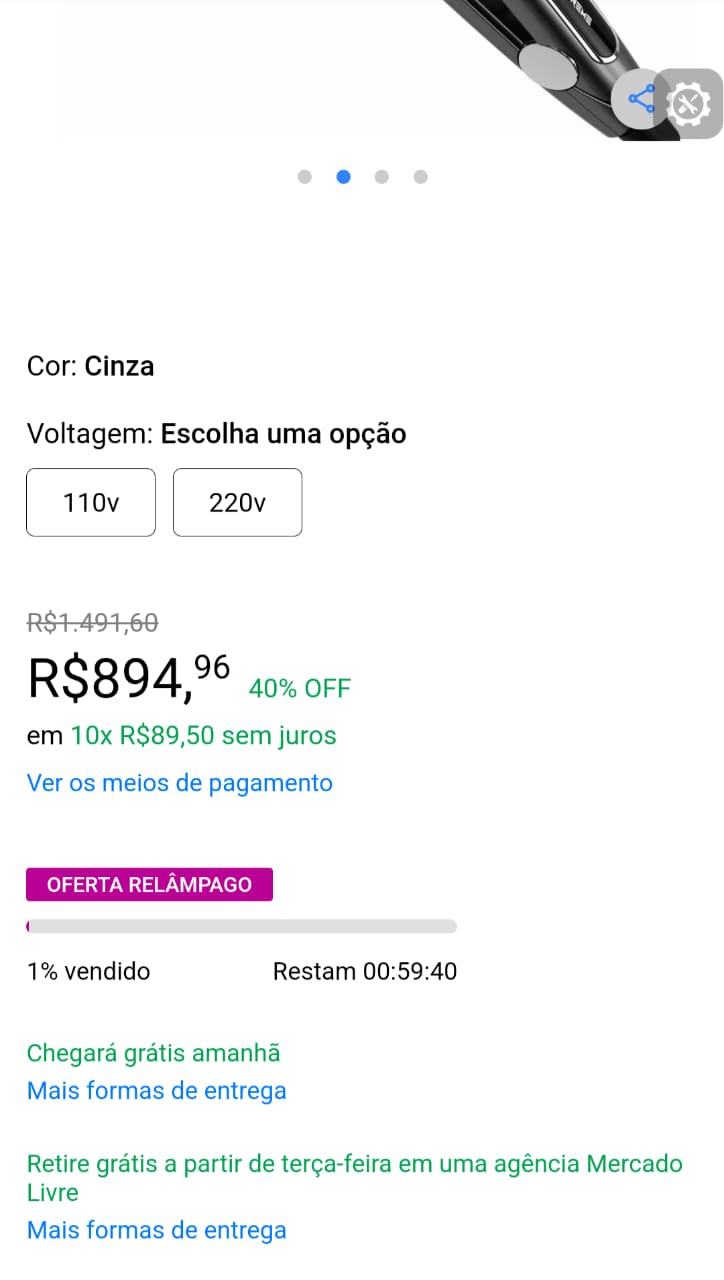 Cor: Cinza
Voltagem: Escolha uma opção
110v 220v
R$1.491,60
R$894,96 40% OFF
em 10x R$89,50 sem juros
Ver os meios de pagamento
OFERTA RELÂMPAGO
1% vendido Restam 00:59:40
Chegará grátis amanhã
Mais formas de entrega
Retire grátis a partir de terça-feira em uma agência Mercado
Livre
Mais formas de entrega